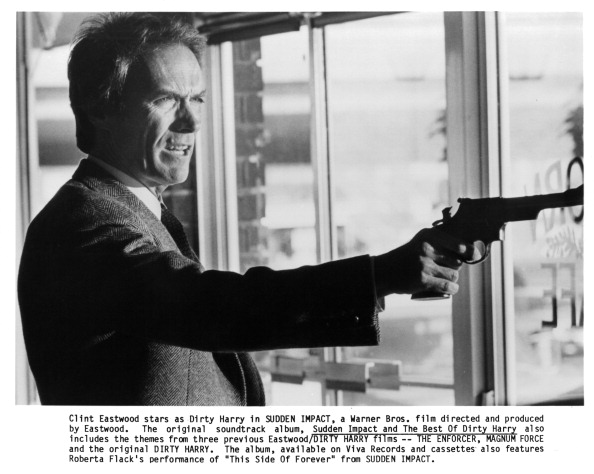 Clint Eastwood stars as Dirty Harry in SUDDEN IMPACT, a Warner Bros. film directed and produced
by Eastwood. The original soundtrack album, Sudden Impact and The Best Of Dirty Harry also
includes the themes from three previous Eastwood/DIRTY HARRY films -- THE ENFORCER, MAGNUM FORCE
and the original DIRTY HARRY. The album, available on Viva Records and cassettes also features
Roberta Flack's performance of "This Side Of Forever" from SUDDEN IMPACT.